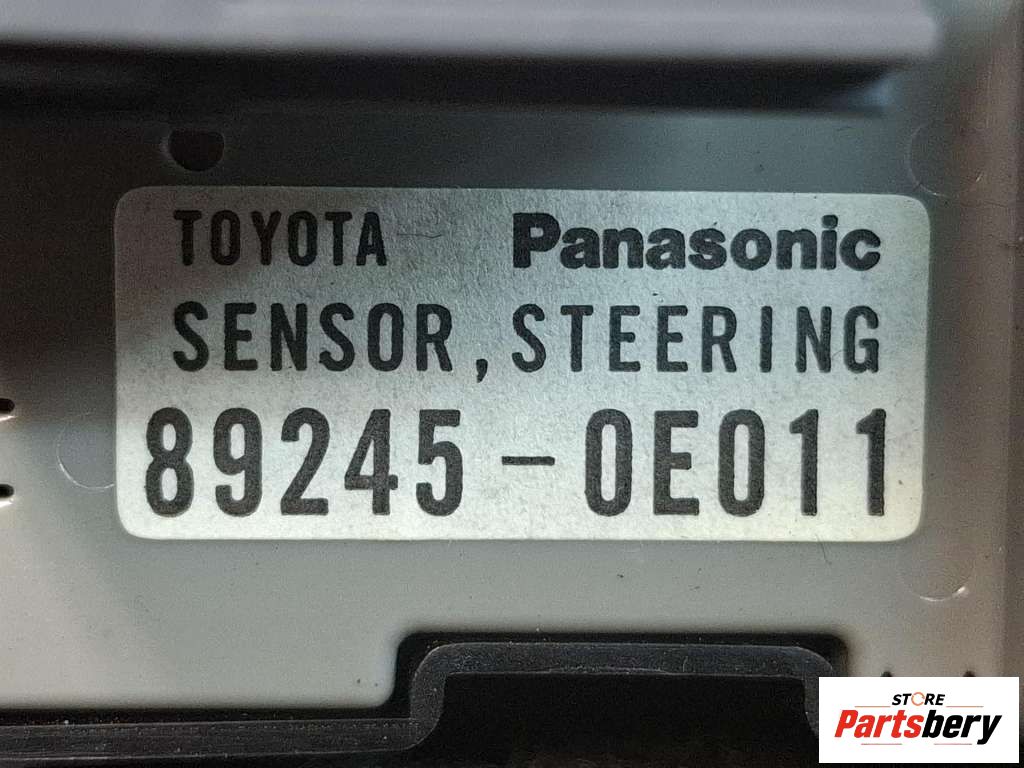 TOYOTA Panasonic
SENSOR, STEERING
89245-0E011
STORE
Partsbery